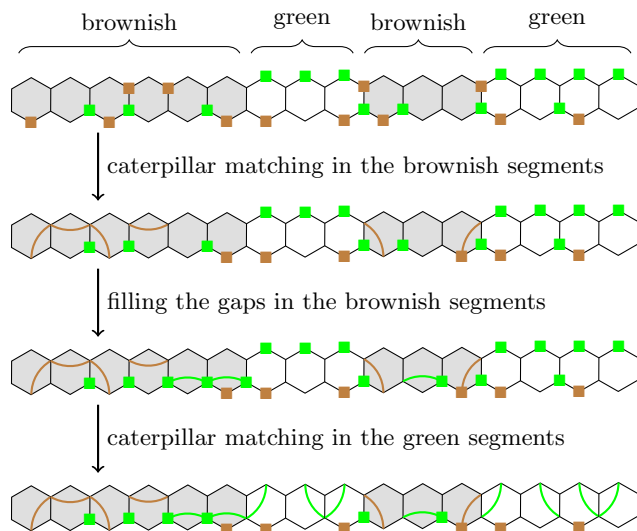 brownish green brownish green
caterpillar matching in the brownish segments
filling the gaps in the brownish segments
caterpillar matching in the green segments